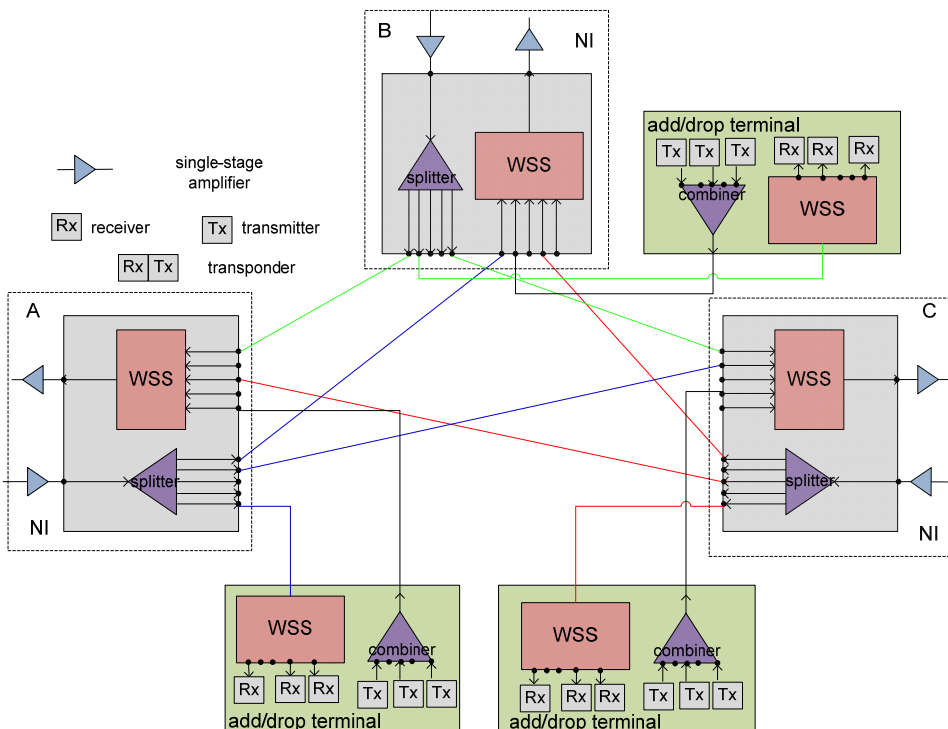 B
NI
splitter
WSS
add/drop terminal
Tx Tx Tx Rx Rx Rx
combiner
WSS
single-stage
amplifier
Rx receiver
Tx transmitter
Rx Tx transponder
A
WSS
splitter
NI
C
WSS
splitter
NI
WSS
combiner
Rx Rx Rx Tx Tx Tx
add/drop terminal
WSS
combiner
Rx Rx Rx Tx Tx Tx
add/drop terminal